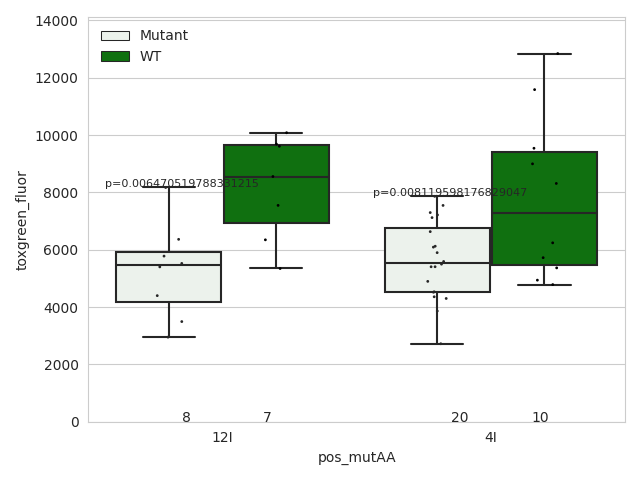 14000
12000
10000
8000
6000
4000
2000
0
toxgreen_fluor
Mutant
WT
p=0.006470519788331215
p=0.008119598176829047
8 7 20 10
12I 4I
pos_mutAA